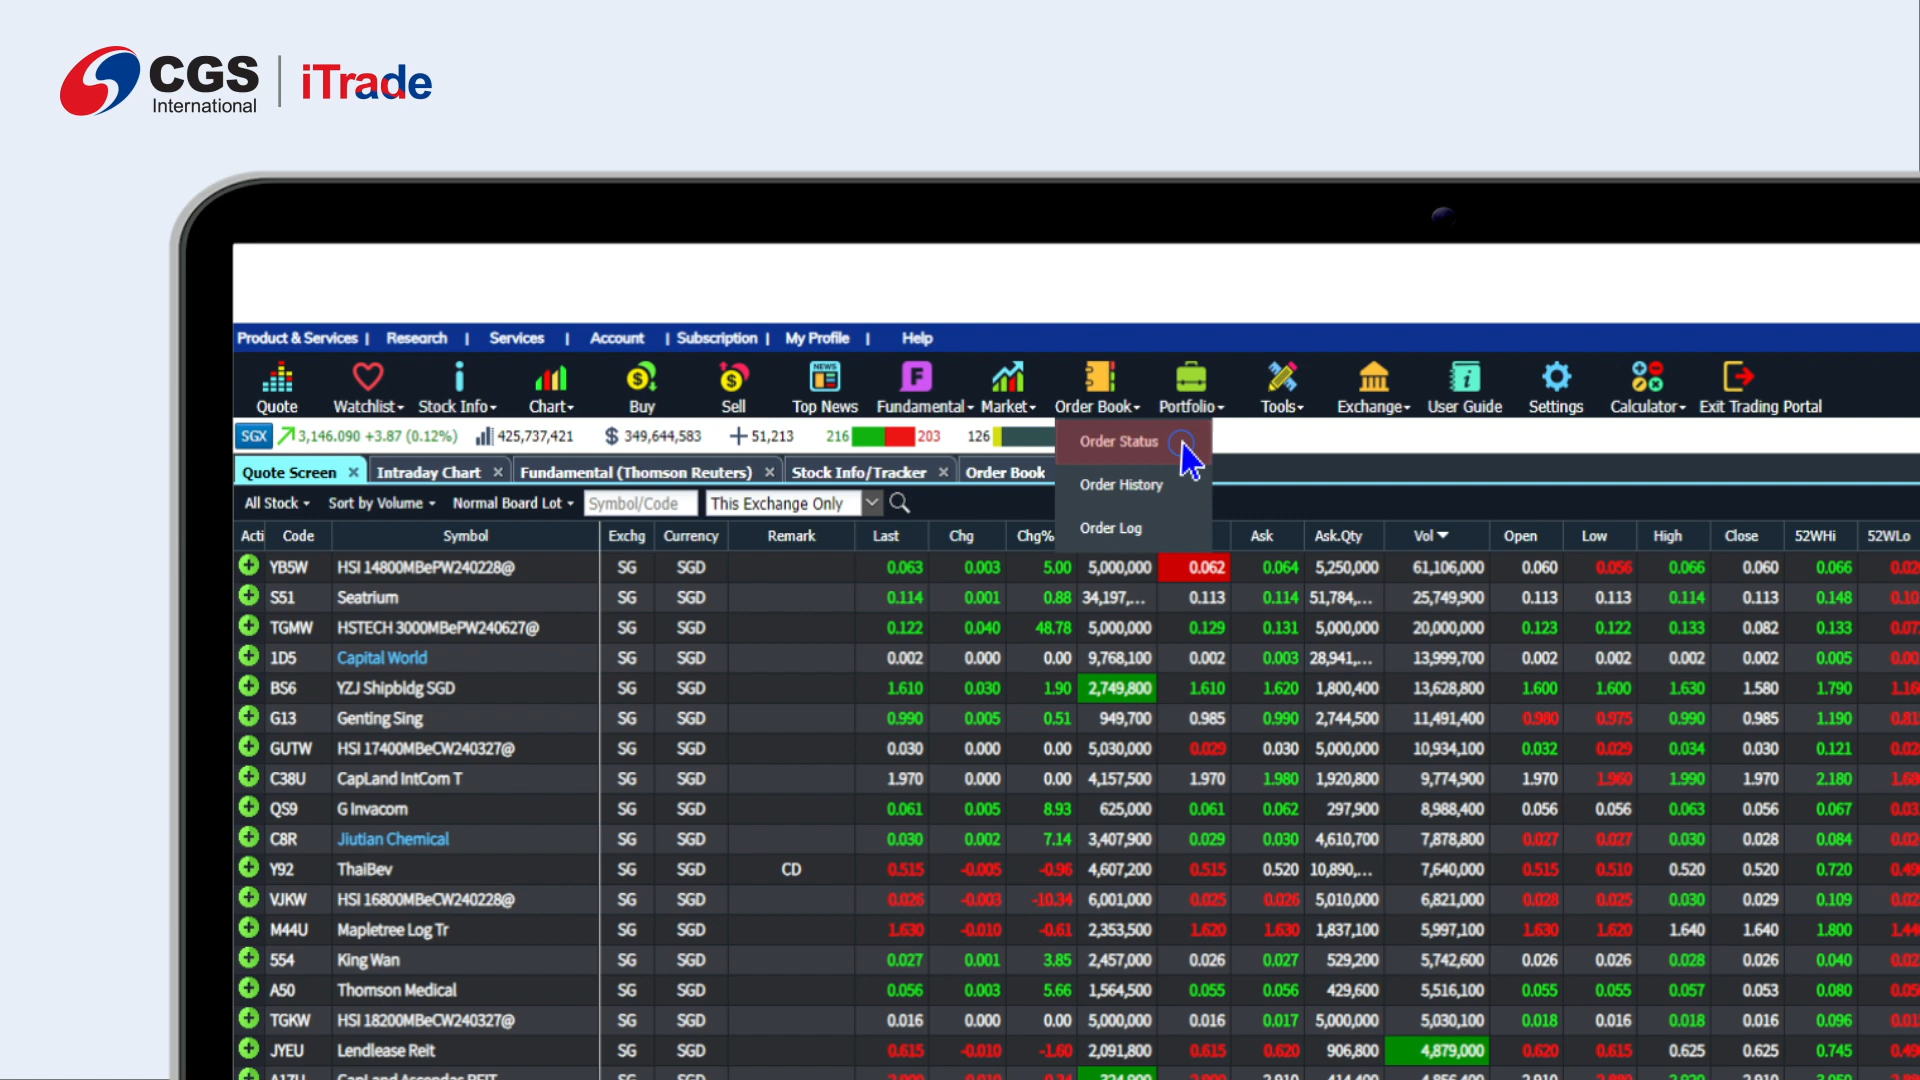 CGS International | iTrade
Product & Services | Research | Services | Account | Subscription | My Profile | Help
Quote Watchlist Stock Info Chart Buy Sell Top News Fundamental Market Order Book Portfolio Tools Exchange User Guide Settings Calculator Exit Trading Portal
SGX 3,146.090 +3.87 (0.12%) 425,737,421 $ 349,644,583 51,213 216 203 126
Order Status
Order History
Order Log
Quote Screen Intraday Chart Fundamental (Thomson Reuters) Stock Info/Tracker Order Book
All Stock Sort by Volume Normal Board Lot Symbol/Code This Exchange Only
Acti Code Symbol Exchg Currency Remark Last Chg Chg% Ask Ask.Qty Vol Open Low High Close 52WHi 52WLo
YB5W HSI 14800MBePW240228@ SG SGD 0.063 0.003 5.00 5,000,000 0.062 0.064 5,250,000 61,106,000 0.060 0.056 0.066 0.060 0.066
S51 Seatrium SG SGD 0.114 0.001 0.88 34,197,... 0.113 0.114 51,784,... 25,749,900 0.113 0.113 0.114 0.113 0.148
TGMW HSTECH 3000MBePW240627@ SG SGD 0.122 0.040 48.78 5,000,000 0.129 0.131 5,000,000 20,000,000 0.123 0.122 0.133 0.082 0.133
1D5 Capital World SG SGD 0.002 0.000 0.00 9,768,100 0.002 0.003 28,941,... 13,999,700 0.002 0.002 0.002 0.002 0.005
BS6 YZJ Shipbldg SGD SG SGD 1.610 0.030 1.90 2,749,800 1.610 1.620 1,800,400 13,628,800 1.600 1.600 1.630 1.580 1.790
G13 Genting Sing SG SGD 0.990 0.005 0.51 949,700 0.985 0.990 2,744,500 11,491,400 0.980 0.975 0.990 0.985 1.190
GUTW HSI 17400MBeCW240327@ SG SGD 0.030 0.000 0.00 5,030,000 0.029 0.030 5,000,000 10,934,100 0.032 0.029 0.034 0.030 0.121
C38U CapLand IntCom T SG SGD 1.970 0.000 0.00 4,157,500 1.970 1.980 1,920,800 9,774,900 1.970 1.960 1.990 1.970 2.180
QS9 G Invacom SG SGD 0.061 0.005 8.93 625,000 0.061 0.062 297,900 8,988,400 0.056 0.056 0.063 0.056 0.067
C8R Jiutian Chemical SG SGD 0.030 0.002 7.14 3,407,900 0.029 0.030 4,610,700 7,878,800 0.027 0.027 0.030 0.028 0.084
Y92 ThaiBev SG SGD CD 0.515 -0.005 -0.96 4,607,200 0.515 0.520 10,890,... 7,640,000 0.515 0.510 0.520 0.520 0.720
VJKW HSI 16800MBeCW240228@ SG SGD 0.026 -0.003 -10.34 6,001,000 0.025 0.026 5,010,000 6,821,000 0.028 0.025 0.030 0.029 0.109
M44U Mapletree Log Tr SG SGD 1.630 -0.010 -0.61 2,353,500 1.620 1.630 1,837,100 5,997,100 1.630 1.620 1.640 1.640 1.800
554 King Wan SG SGD 0.027 0.001 3.85 2,457,000 0.026 0.027 529,200 5,742,600 0.026 0.026 0.028 0.026 0.040
A50 Thomson Medical SG SGD 0.056 0.003 5.66 1,564,500 0.055 0.056 429,600 5,516,100 0.055 0.055 0.057 0.053 0.080
TGKW HSI 18200MBeCW240327@ SG SGD 0.016 0.000 0.00 5,000,000 0.016 0.017 5,000,000 5,030,100 0.018 0.016 0.018 0.016 0.096
JYEU Lendlease Reit SG SGD 0.615 -0.010 -1.60 2,091,800 0.615 0.620 906,800 4,879,000 0.620 0.615 0.625 0.625 0.745